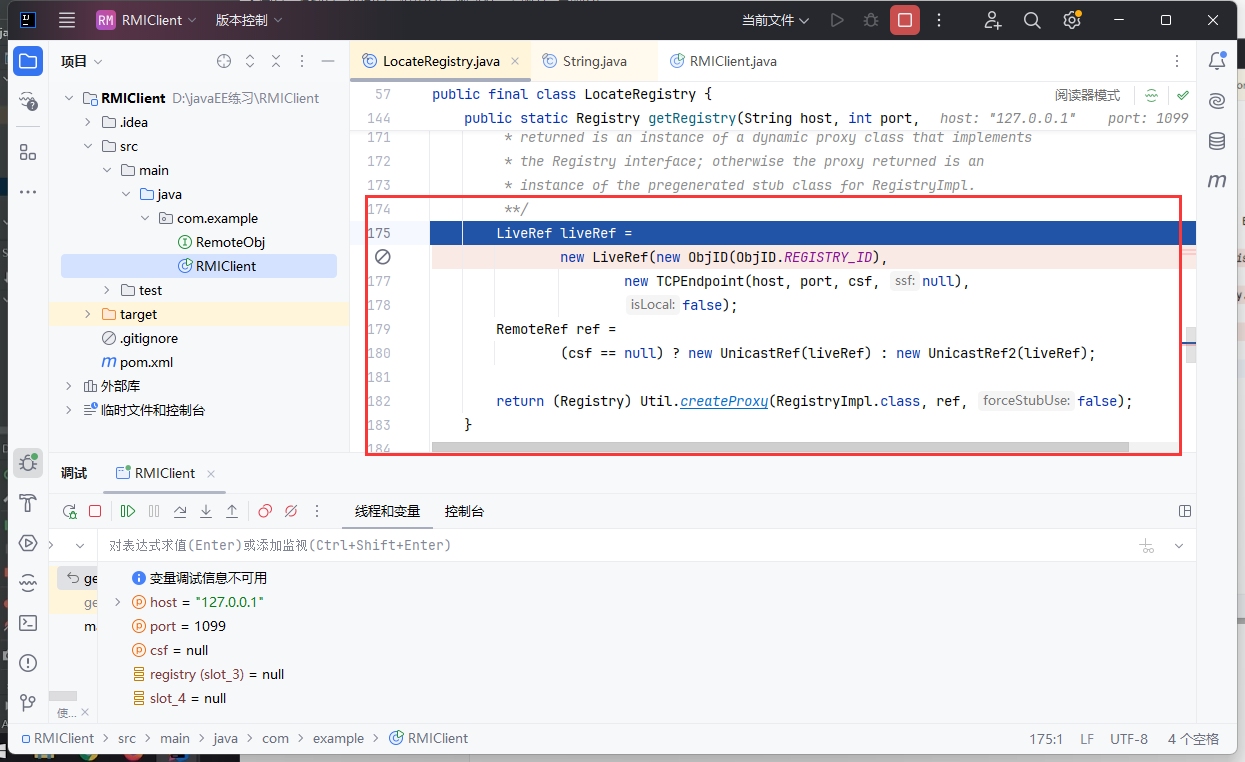 RM RMIClient 版本控制 当前文件
项目
LocateRegistry.java String.java RMIClient.java
RMIClient D:\javaEE练习\RMIClient
.idea
src
main
java
com.example
RemoteObj
RMIClient
test
target
.gitignore
pom.xml
外部库
临时文件和控制台
57 public final class LocateRegistry { 阅读器模式
144 public static Registry getRegistry(String host, int port, host: "127.0.0.1" port: 1099
171 * returned is an instance of a dynamic proxy class that implements
172 * the Registry interface; otherwise the proxy returned is an
173 * instance of the pregenerated stub class for RegistryImpl.
174 **/
175 LiveRef liveRef =
new LiveRef(new ObjID(ObjID.REGISTRY_ID),
177 new TCPEndpoint(host, port, csf, ssf: null),
178 isLocal: false);
179 RemoteRef ref =
180 (csf == null) ? new UnicastRef(liveRef) : new UnicastRef2(liveRef);
181
182 return (Registry) Util.createProxy(RegistryImpl.class, ref, forceStubUse: false);
183 }
184
调试 RMIClient
线程和变量 控制台
对表达式求值(Enter)或添加监视(Ctrl+Shift+Enter)
ge
ge
ma
变量调试信息不可用
host = "127.0.0.1"
port = 1099
csf = null
registry (slot_3) = null
slot_4 = null
使...
RMIClient > src > main > java > com > example > RMIClient
175:1 LF UTF-8 4 个空格